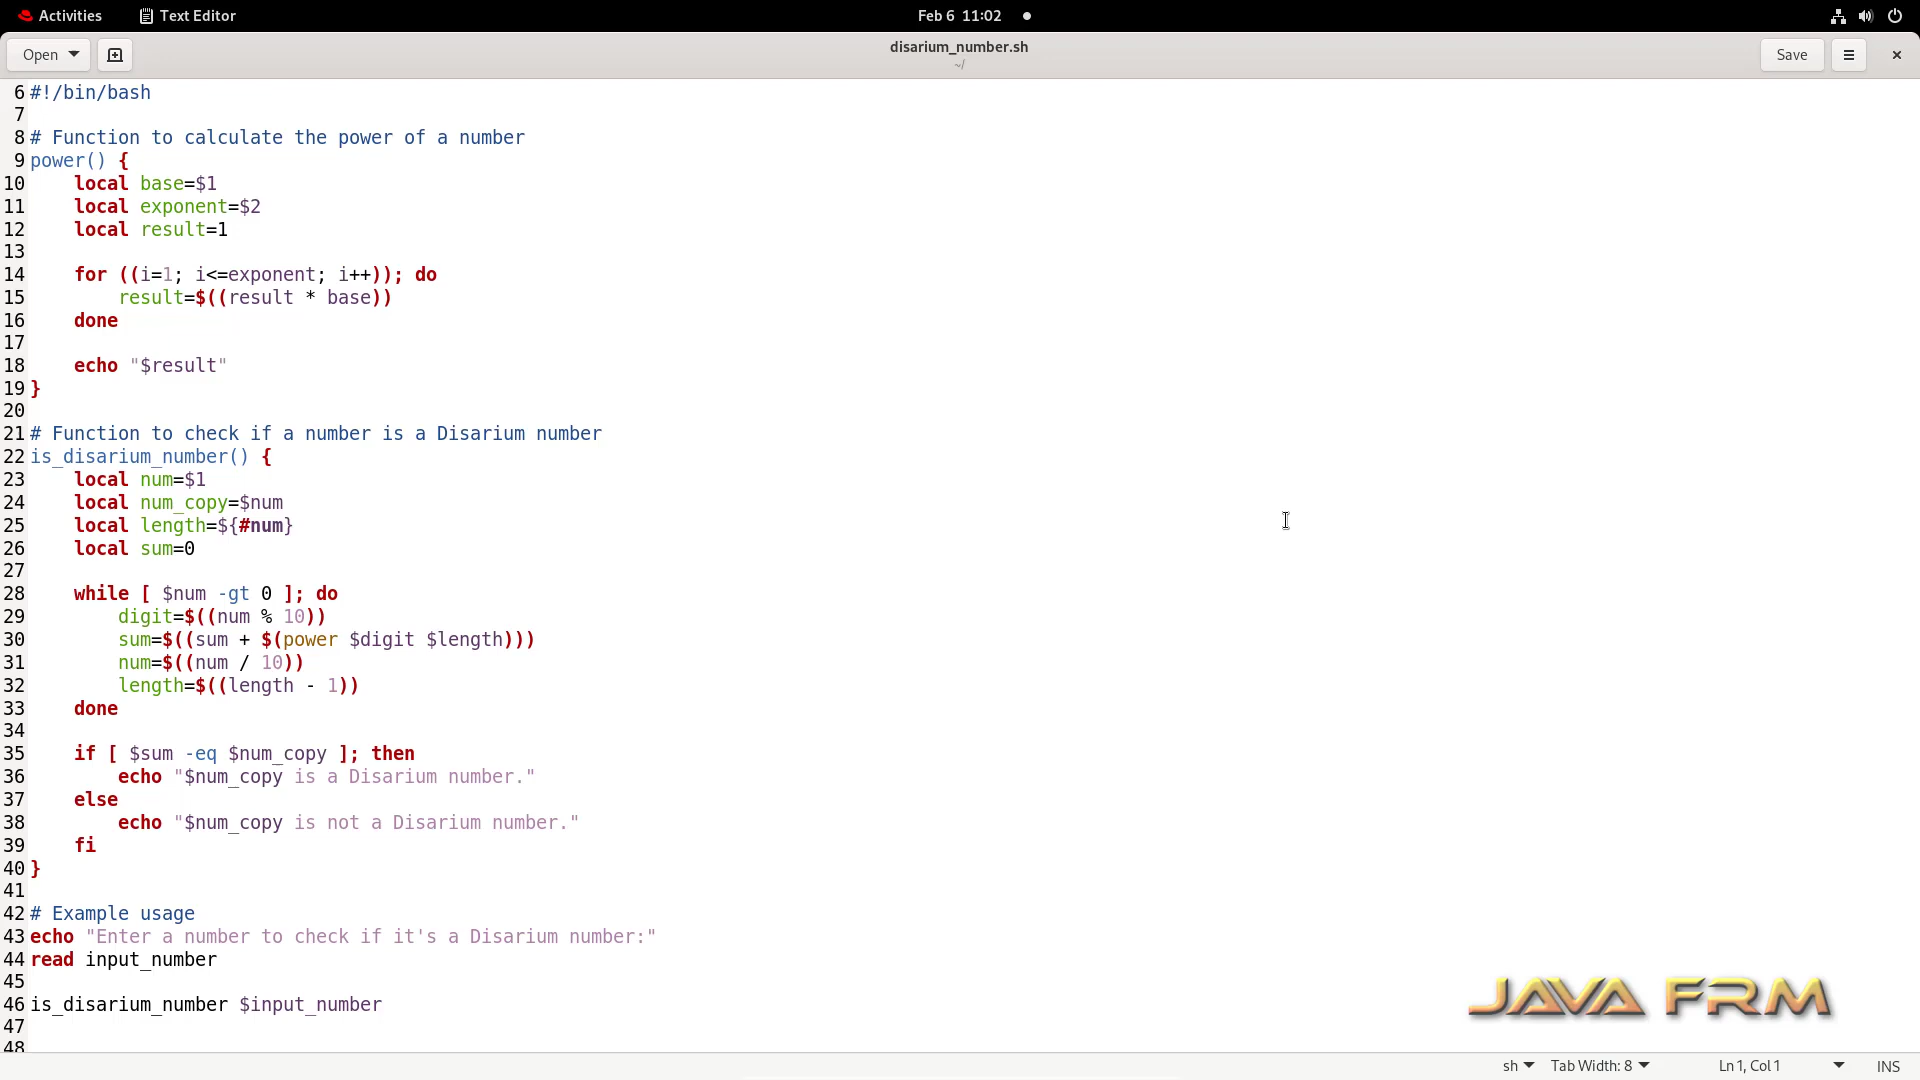 Activities Text Editor Feb 6 11:02
Open disarium_number.sh Save
~/
6 #!/bin/bash
7
8 # Function to calculate the power of a number
9 power() {
10     local base=$1
11     local exponent=$2
12     local result=1
13
14     for ((i=1; i<=exponent; i++)); do
15         result=$((result * base))
16     done
17
18     echo "$result"
19 }
20
21 # Function to check if a number is a Disarium number
22 is_disarium_number() {
23     local num=$1
24     local num_copy=$num
25     local length=${#num}
26     local sum=0
27
28     while [ $num -gt 0 ]; do
29         digit=$((num % 10))
30         sum=$((sum + $(power $digit $length)))
31         num=$((num / 10))
32         length=$((length - 1))
33     done
34
35     if [ $sum -eq $num_copy ]; then
36         echo "$num_copy is a Disarium number."
37     else
38         echo "$num_copy is not a Disarium number."
39     fi
40 }
41
42 # Example usage
43 echo "Enter a number to check if it's a Disarium number:"
44 read input_number
45
46 is_disarium_number $input_number
47
48
JAVA FRM
sh Tab Width: 8 Ln 1, Col 1 INS